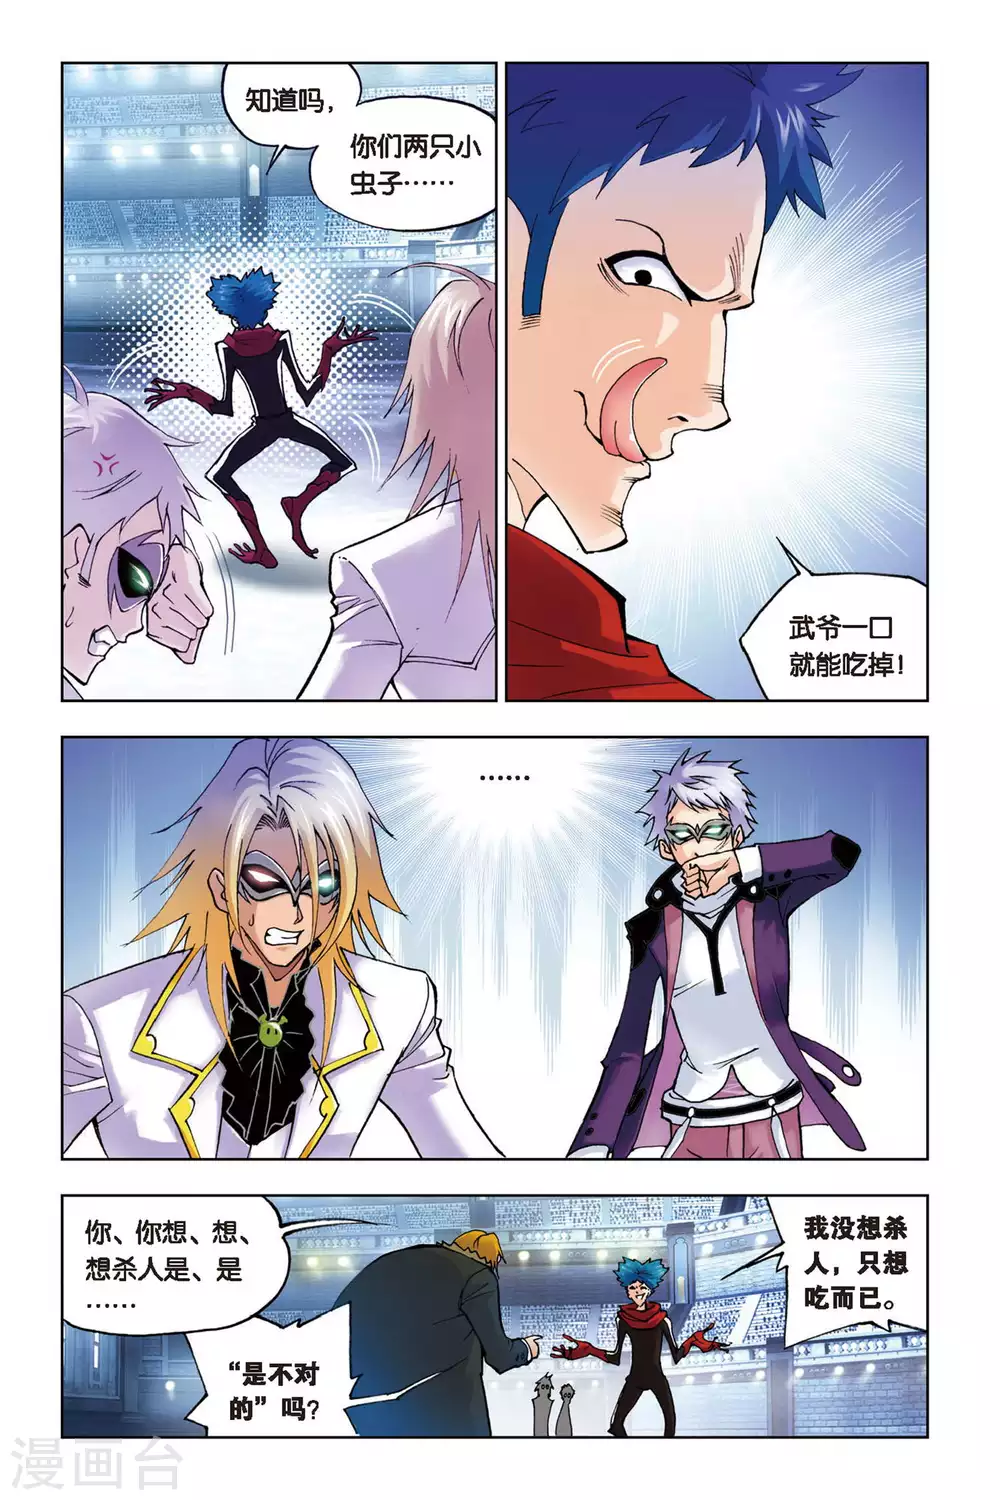 知道吗，
你们两只小
虫子……
武爷一口
就能吃掉！
……
你、你想、想、
想杀人是、是
……
“是不对
的”吗？
我没想杀
人，只想
吃而已。
漫画台